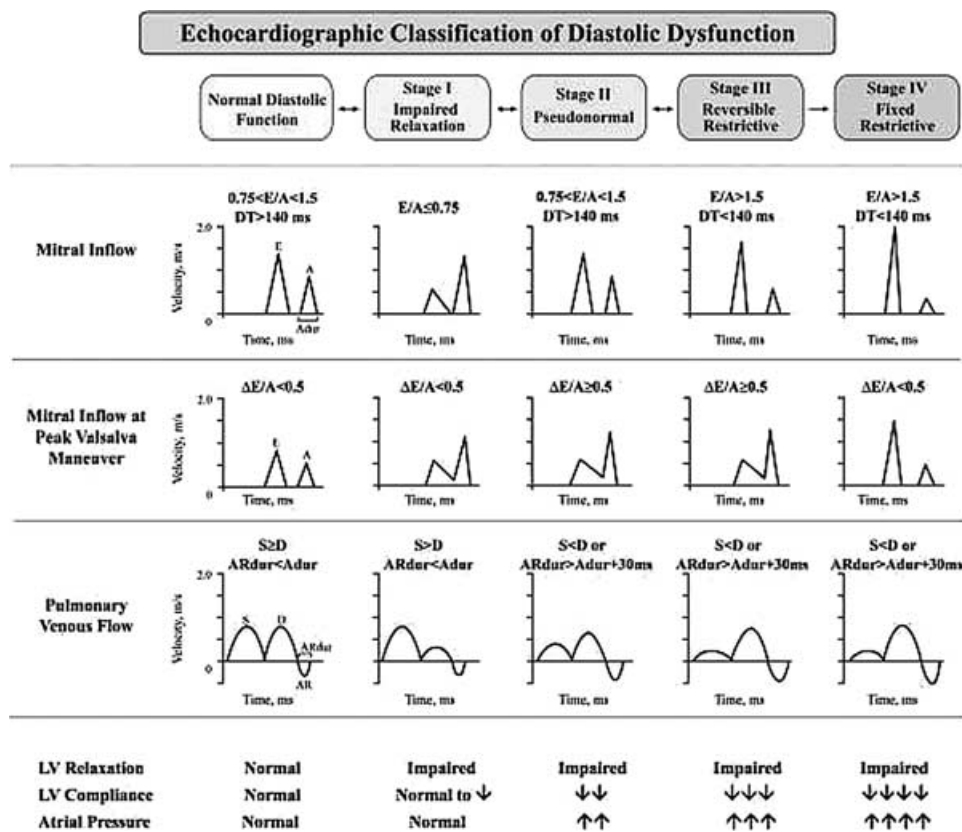 Echocardiographic Classification of Diastolic Dysfunction
Normal Diastolic
Function
Stage I
Impaired
Relaxation
Stage II
Pseudonormal
Stage III
Reversible
Restrictive
Stage IV
Fixed
Restrictive
Mitral Inflow
0.75<E/A<1.5
DT>140 ms
E/A≤0.75
0.75<E/A<1.5
DT>140 ms
E/A>1.5
DT<140 ms
E/A>1.5
DT<140 ms
Velocity, m/s
2.0
0
E
A
Adur
Time, ms
Time, ms
Time, ms
Time, ms
Time, ms
Mitral Inflow at
Peak Valsalva
Maneuver
ΔE/A<0.5
ΔE/A<0.5
ΔE/A≥0.5
ΔE/A≥0.5
ΔE/A<0.5
Velocity, m/s
2.0
0
E
A
Time, ms
Time, ms
Time, ms
Time, ms
Time, ms
Pulmonary
Venous Flow
S≥D
ARdur<Adur
S>D
ARdur<Adur
S<D or
ARdur>Adur+30ms
S<D or
ARdur>Adur+30ms
S<D or
ARdur>Adur+30ms
Velocity, m/s
2.0
0
S
D
ARdur
AR
Time, ms
Time, ms
Time, ms
Time, ms
Time, ms
LV Relaxation Normal Impaired Impaired Impaired Impaired
LV Compliance Normal Normal to ↓ ↓↓ ↓↓↓ ↓↓↓↓
Atrial Pressure Normal Normal ↑↑ ↑↑↑ ↑↑↑↑